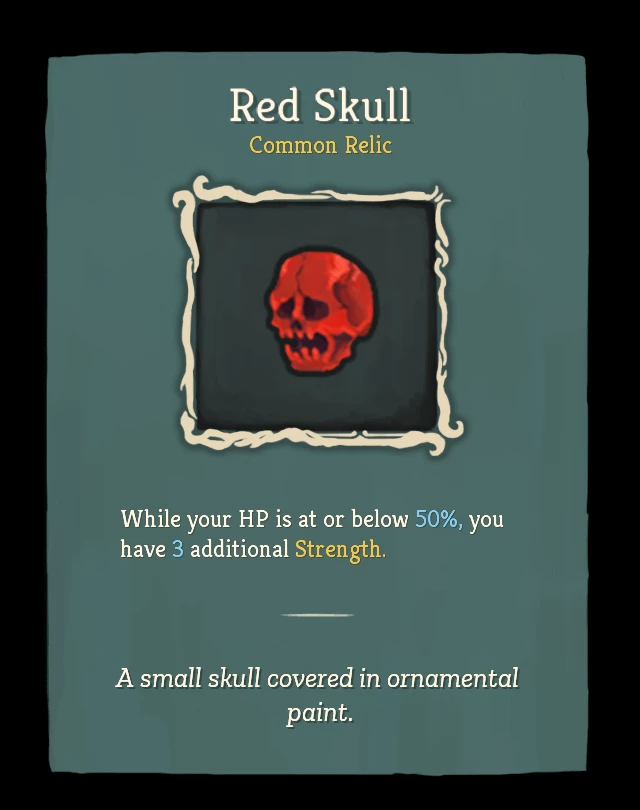 Red Skull
Common Relic
While your HP is at or below 50%, you
have 3 additional Strength.
A small skull covered in ornamental
paint.